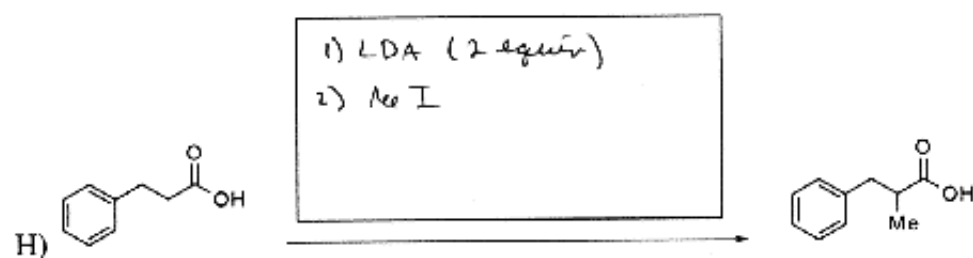 1) LDA (2 equiv)
2) MeI
O
OH
H)
O
OH
Me